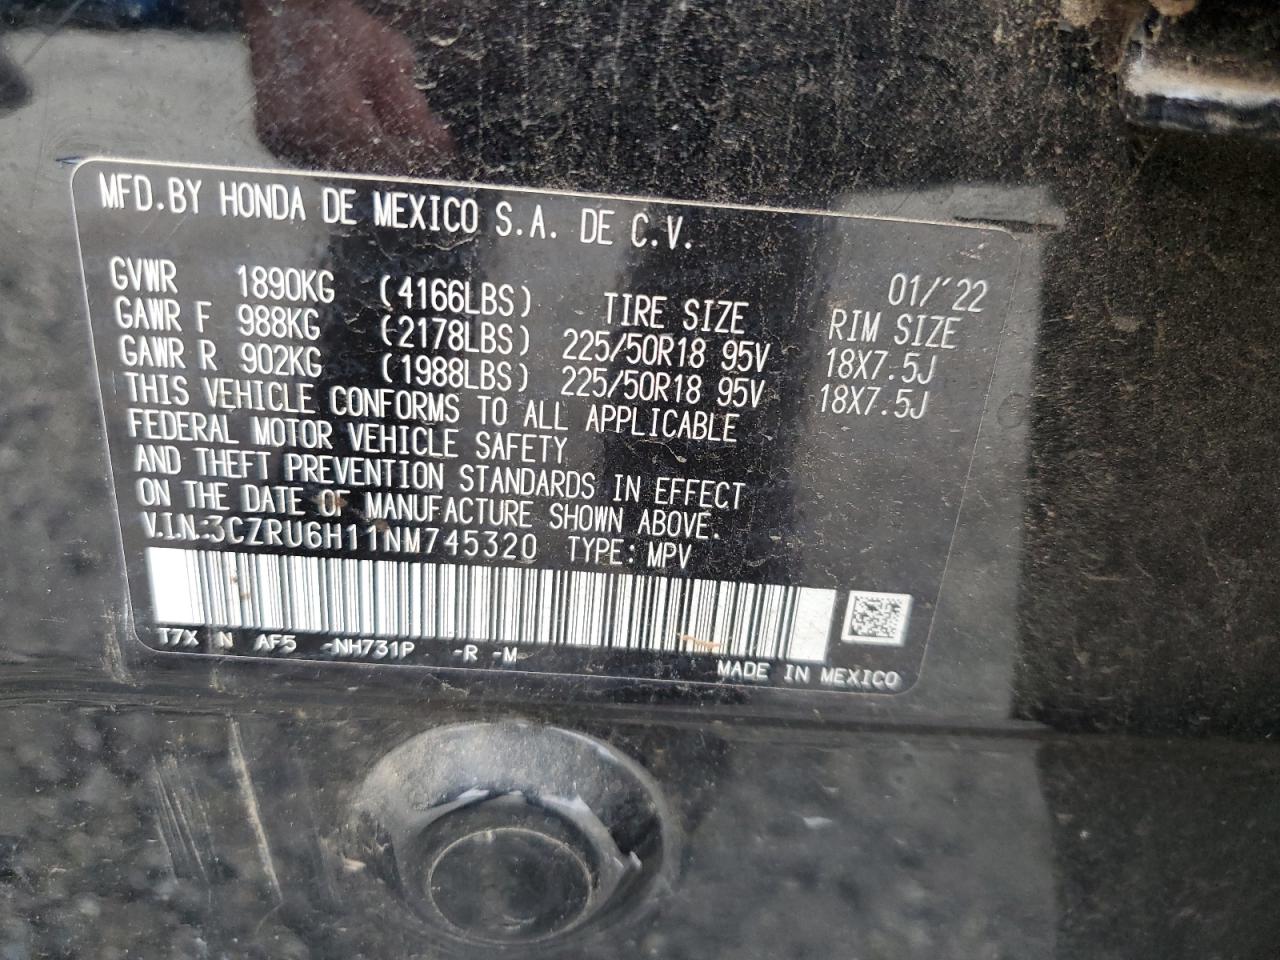 MFD.BY HONDA DE MEXICO S.A. DE C.V.
01/'22
GVWR 1890KG (4166LBS) TIRE SIZE RIM SIZE
GAWR F 988KG (2178LBS) 225/50R18 95V 18X7.5J
GAWR R 902KG (1988LBS) 225/50R18 95V 18X7.5J
THIS VEHICLE CONFORMS TO ALL APPLICABLE
FEDERAL MOTOR VEHICLE SAFETY
AND THEFT PREVENTION STANDARDS IN EFFECT
ON THE DATE OF MANUFACTURE SHOWN ABOVE.
V.I.N.:3CZRU6H11NM745320 TYPE: MPV
T7X N AF5 -NH731P -R -M
MADE IN MEXICO